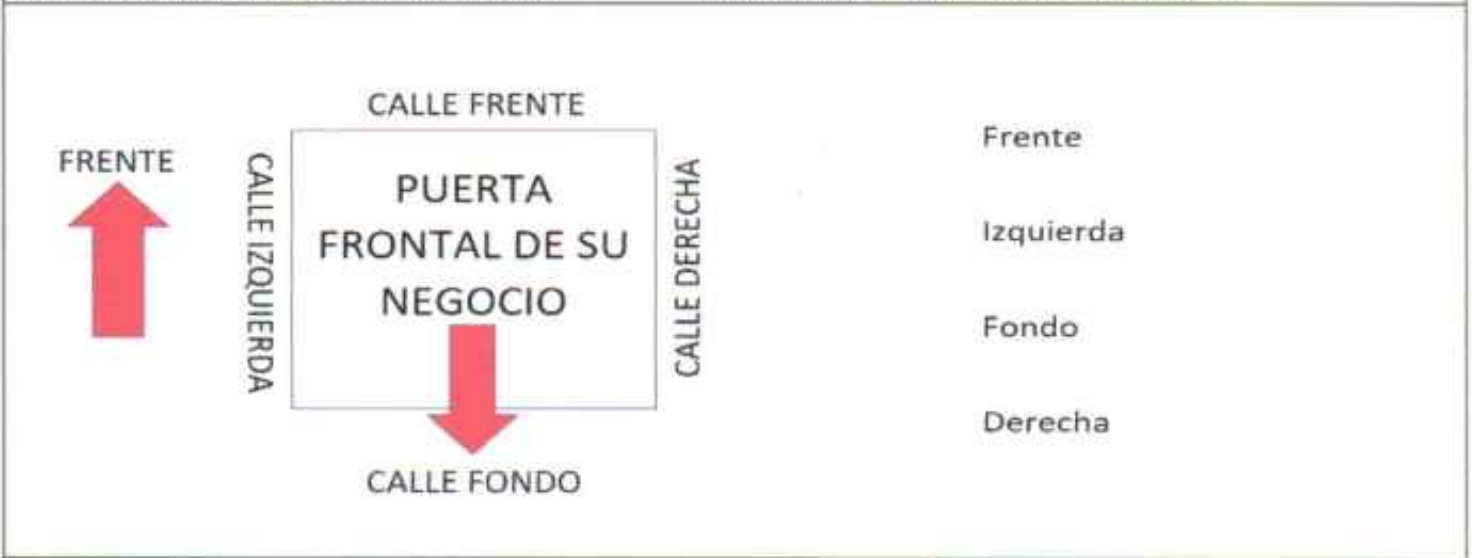 CALLE FRENTE
FRENTE
CALLE IZQUIERDA
PUERTA
FRONTAL DE SU
NEGOCIO
CALLE DERECHA
CALLE FONDO
Frente
Izquierda
Fondo
Derecha